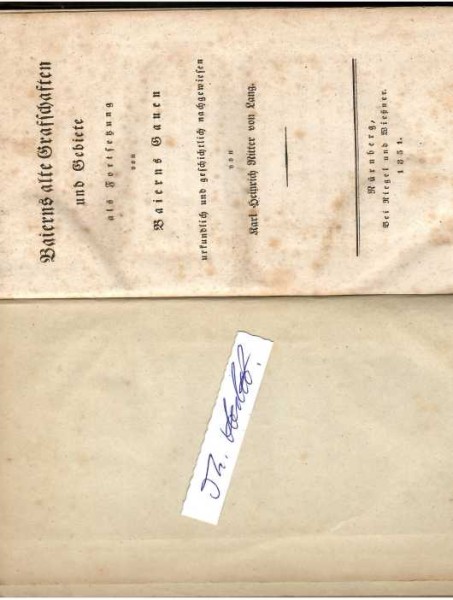 Baierns alte Grafschaften
und Gebiete
als Fortsetzung
von
Baierns Gauen
urkundlich und geschichtlich nachgewiesen
von
Karl-Heinrich Ritter von Lang.
Nürnberg,
Bei Riegel und Wießner.
1831.
Th.